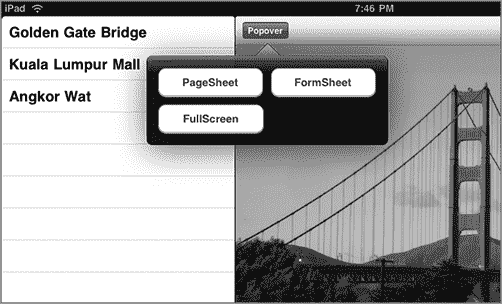 iPad 7:46 PM
Golden Gate Bridge
Kuala Lumpur Mall
Angkor Wat
Popover
PageSheet FormSheet
FullScreen